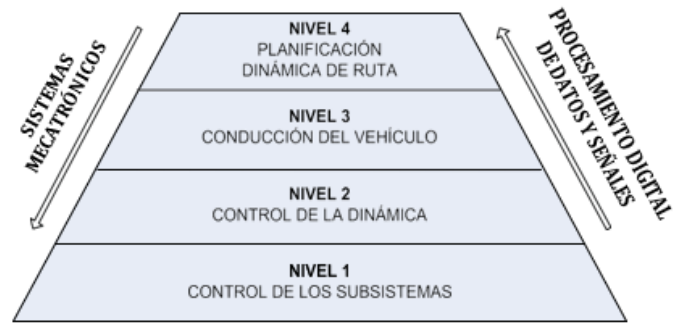 NIVEL 4
PLANIFICACIÓN
DINÁMICA DE RUTA
SISTEMAS
MECATRÓNICOS
PROCESAMIENTO DIGITAL
DE DATOS Y SEÑALES
NIVEL 3
CONDUCCIÓN DEL VEHÍCULO
NIVEL 2
CONTROL DE LA DINÁMICA
NIVEL 1
CONTROL DE LOS SUBSISTEMAS